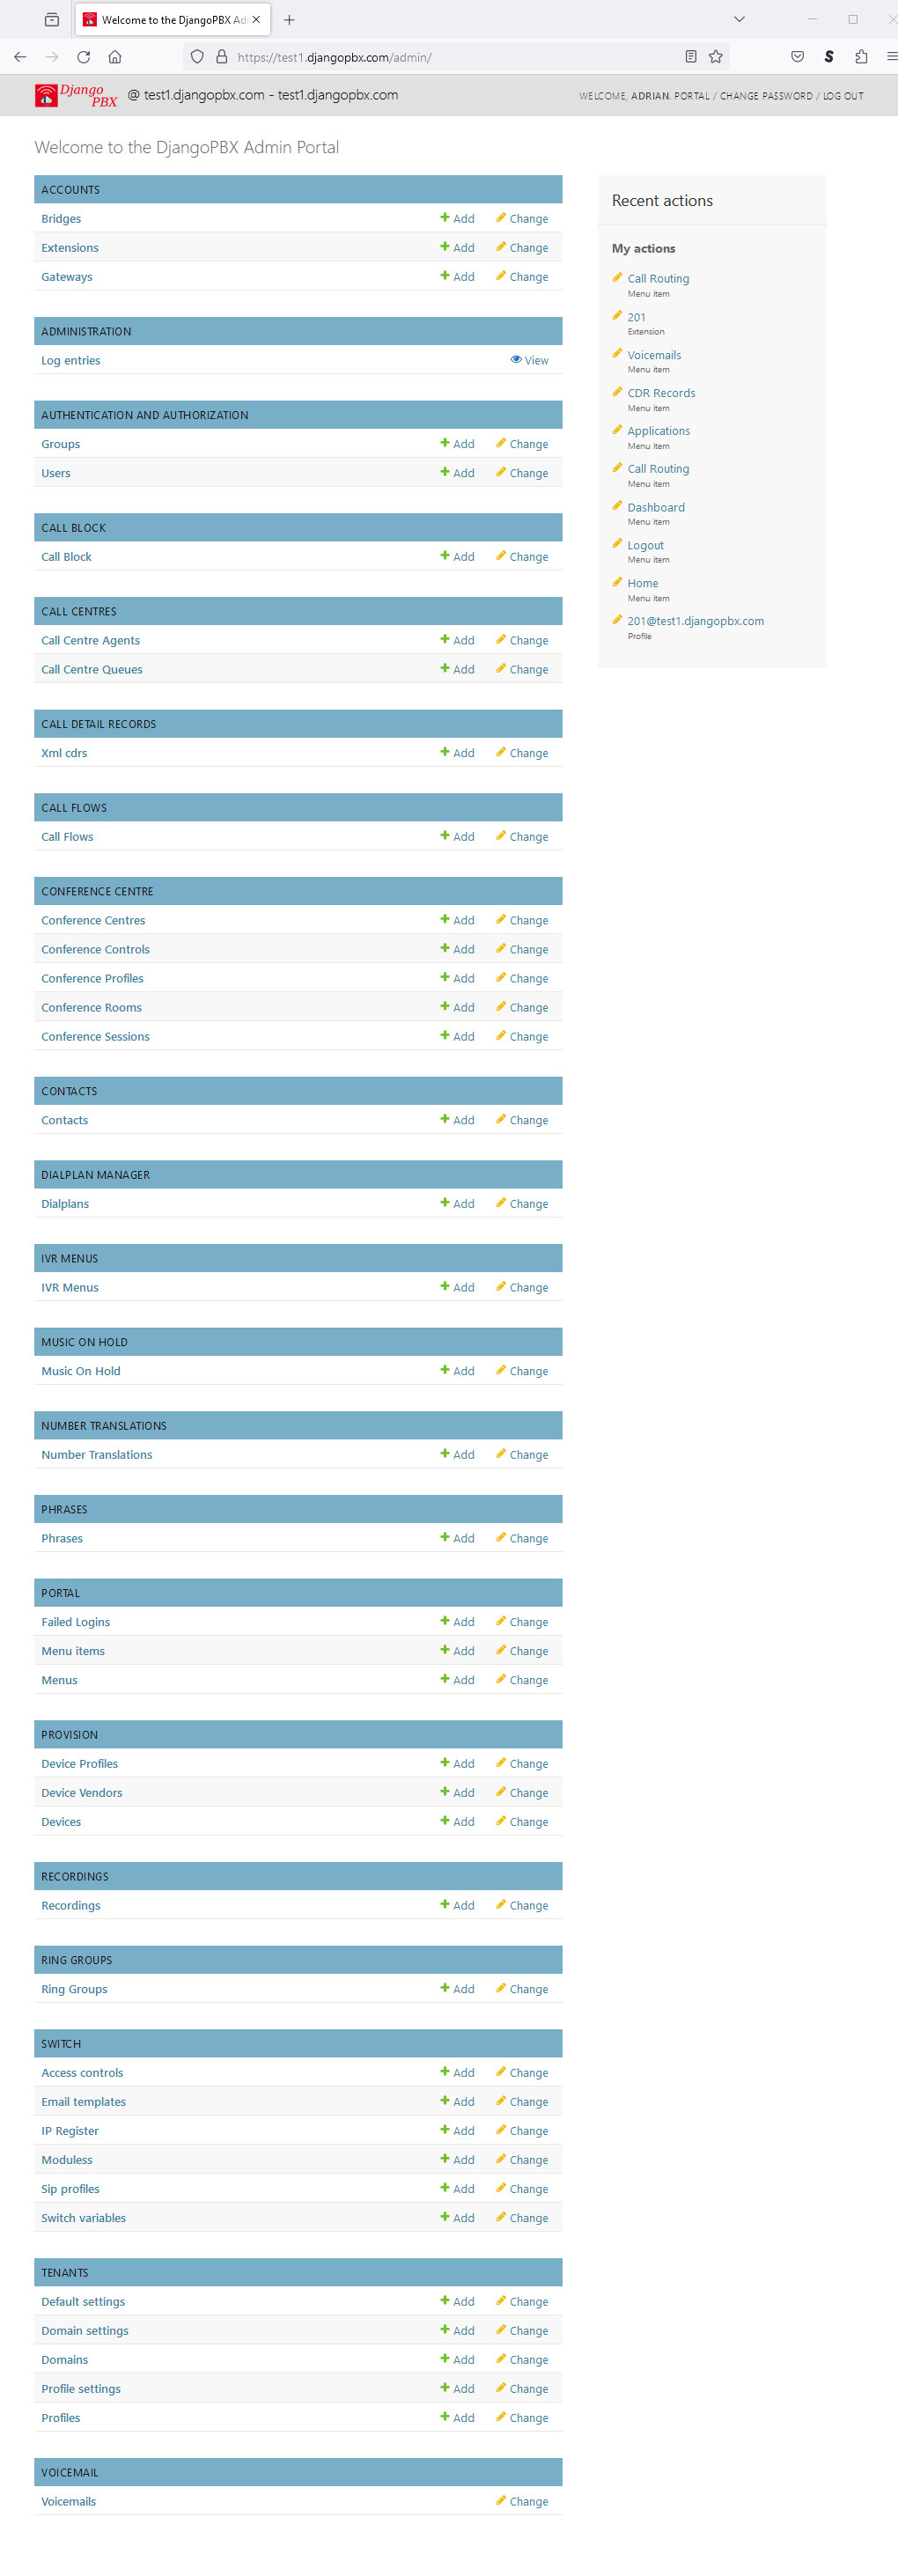 Welcome to the DjangoPBX Ad
https://test1.djangopbx.com/admin/
Django PBX @ test1.djangopbx.com - test1.djangopbx.com
WELCOME, ADRIAN. PORTAL / CHANGE PASSWORD / LOG OUT
Welcome to the DjangoPBX Admin Portal
ACCOUNTS
Bridges Add Change
Extensions Add Change
Gateways Add Change
ADMINISTRATION
Log entries View
AUTHENTICATION AND AUTHORIZATION
Groups Add Change
Users Add Change
CALL BLOCK
Call Block Add Change
CALL CENTRES
Call Centre Agents Add Change
Call Centre Queues Add Change
CALL DETAIL RECORDS
Xml cdrs Add Change
CALL FLOWS
Call Flows Add Change
CONFERENCE CENTRE
Conference Centres Add Change
Conference Controls Add Change
Conference Profiles Add Change
Conference Rooms Add Change
Conference Sessions Add Change
CONTACTS
Contacts Add Change
DIALPLAN MANAGER
Dialplans Add Change
IVR MENUS
IVR Menus Add Change
MUSIC ON HOLD
Music On Hold Add Change
NUMBER TRANSLATIONS
Number Translations Add Change
PHRASES
Phrases Add Change
PORTAL
Failed Logins Add Change
Menu items Add Change
Menus Add Change
PROVISION
Device Profiles Add Change
Device Vendors Add Change
Devices Add Change
RECORDINGS
Recordings Add Change
RING GROUPS
Ring Groups Add Change
SWITCH
Access controls Add Change
Email templates Add Change
IP Register Add Change
Moduless Add Change
Sip profiles Add Change
Switch variables Add Change
TENANTS
Default settings Add Change
Domain settings Add Change
Domains Add Change
Profile settings Add Change
Profiles Add Change
VOICEMAIL
Voicemails Change
Recent actions
My actions
Call Routing
Menu item
201
Extension
Voicemails
Menu item
CDR Records
Menu item
Applications
Menu item
Call Routing
Menu item
Dashboard
Menu item
Logout
Menu item
Home
Menu item
201@test1.djangopbx.com
Profile